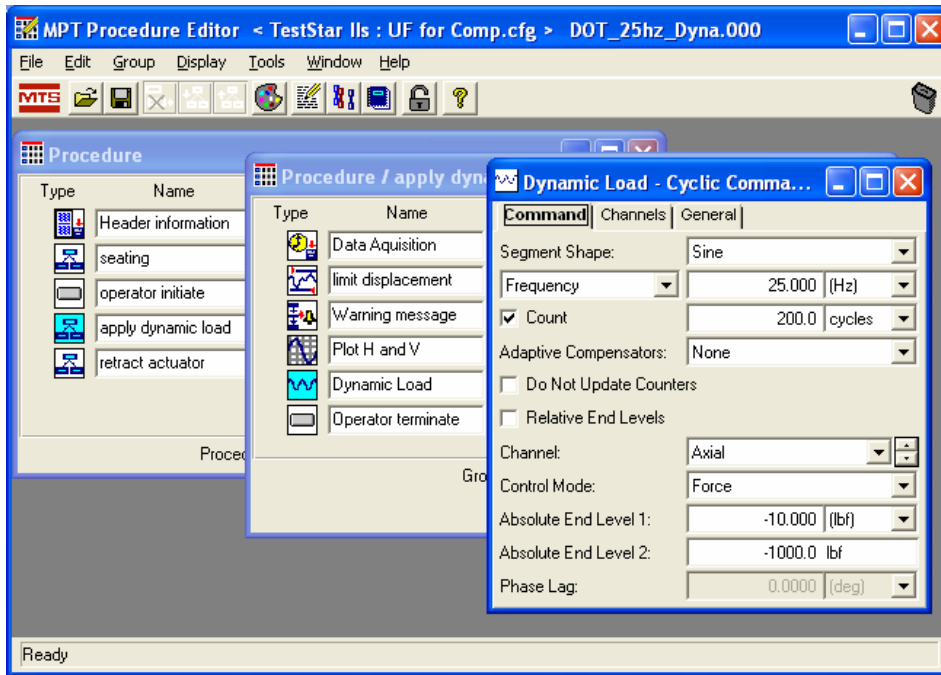 MPT Procedure Editor < TestStar IIs : UF for Comp.cfg > DOT_25hz_Dyna.000
File Edit Group Display Tools Window Help
MTS
Procedure
Type Name
Header information
seating
operator initiate
apply dynamic load
retract actuator
Proced
Procedure / apply dyna
Type Name
Data Aquisition
limit displacement
Warning message
Plot H and V
Dynamic Load
Operator terminate
Gro
Dynamic Load - Cyclic Comma...
Command Channels General
Segment Shape: Sine
Frequency 25.000 (Hz)
Count 200.0 cycles
Adaptive Compensators: None
Do Not Update Counters
Relative End Levels
Channel: Axial
Control Mode: Force
Absolute End Level 1: -10.000 (lbf)
Absolute End Level 2: -1000.0 lbf
Phase Lag: 0.0000 (deg)
Ready